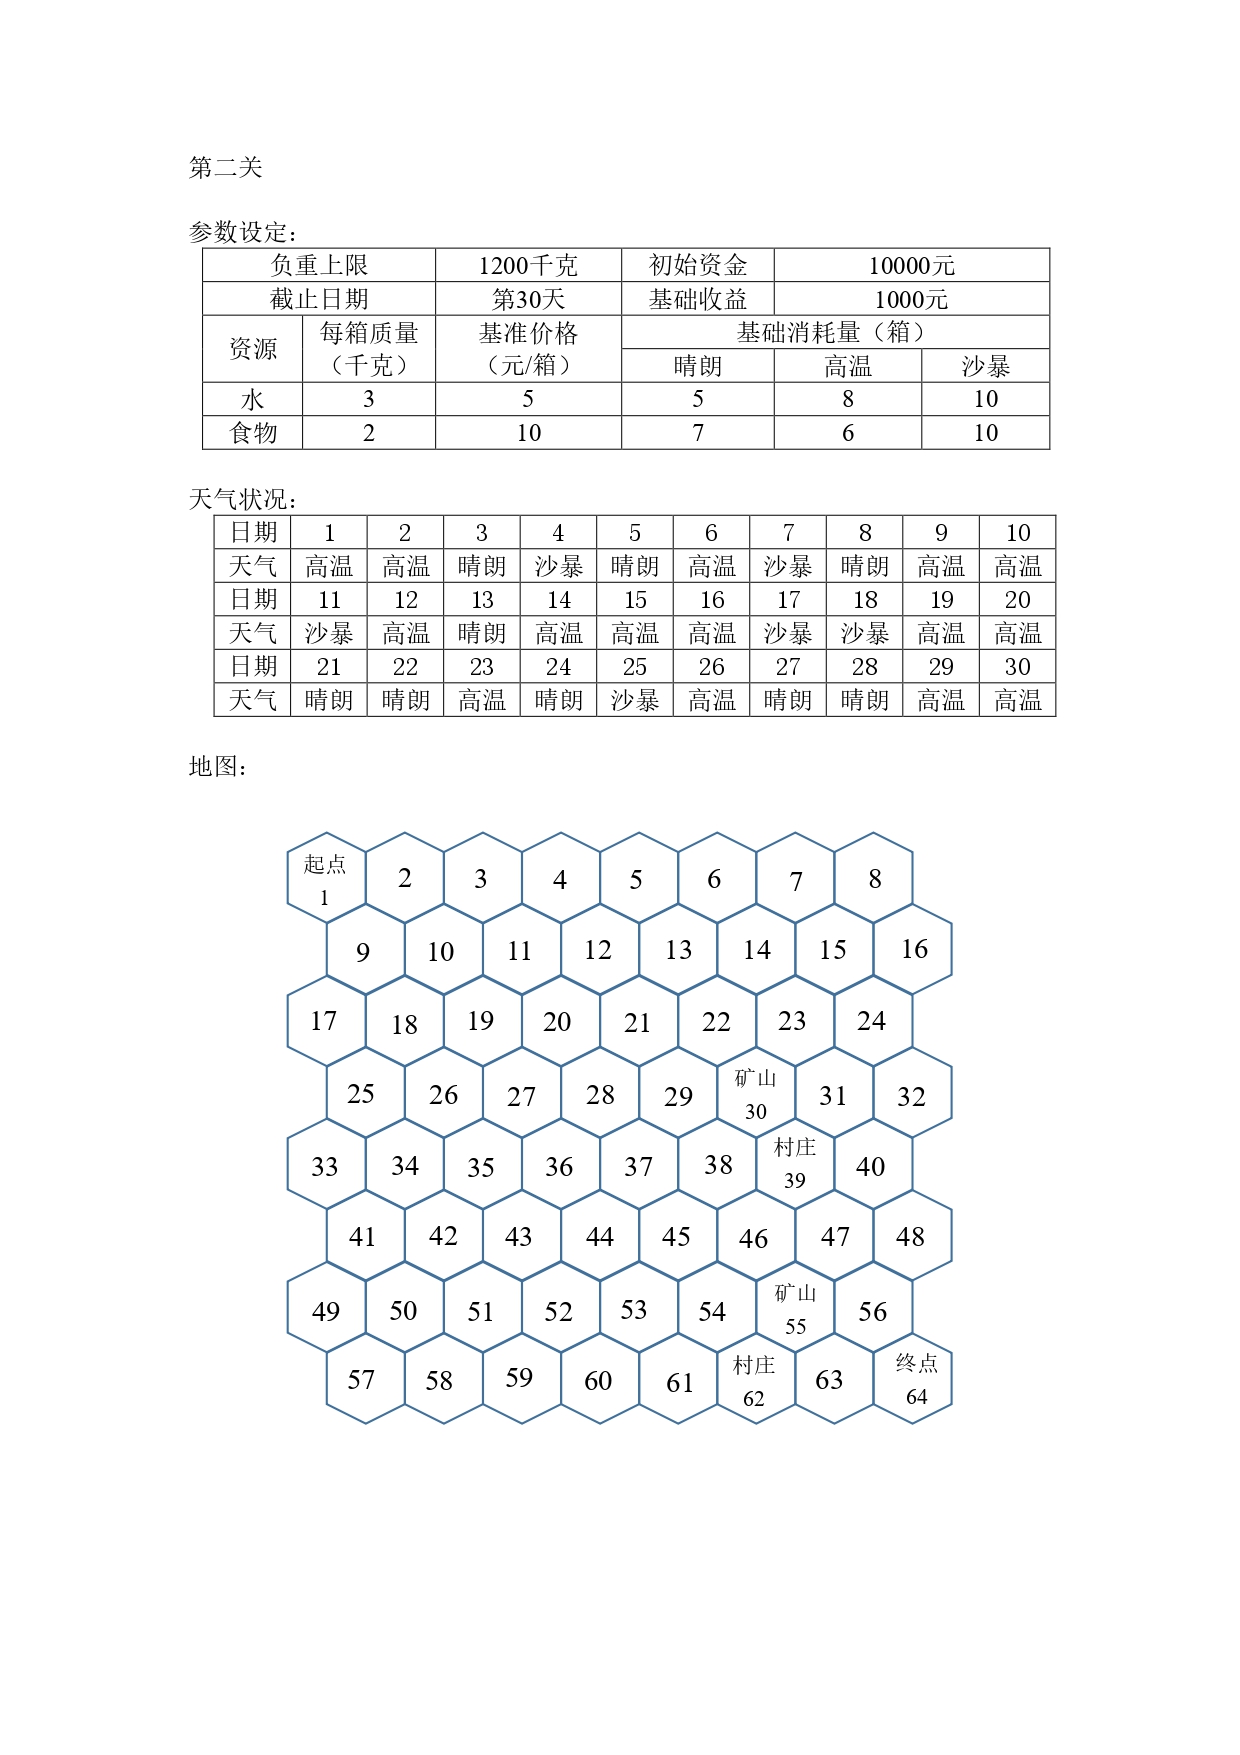 第二关
参数设定：
负重上限 1200千克 初始资金 10000元
截止日期 第30天 基础收益 1000元
资源 每箱质量（千克） 基准价格（元/箱） 基础消耗量（箱）
晴朗 高温 沙暴
水 3 5 5 8 10
食物 2 10 7 6 10
天气状况：
日期 1 2 3 4 5 6 7 8 9 10
天气 高温 高温 晴朗 沙暴 晴朗 高温 沙暴 晴朗 高温 高温
日期 11 12 13 14 15 16 17 18 19 20
天气 沙暴 高温 晴朗 高温 高温 高温 沙暴 沙暴 高温 高温
日期 21 22 23 24 25 26 27 28 29 30
天气 晴朗 晴朗 高温 晴朗 沙暴 高温 晴朗 晴朗 高温 高温
地图：
起点 1 2 3 4 5 6 7 8
9 10 11 12 13 14 15 16
17 18 19 20 21 22 23 24
25 26 27 28 29 矿山 30 31 32
33 34 35 36 37 38 村庄 39 40
41 42 43 44 45 46 47 48
49 50 51 52 53 54 矿山 55 56
57 58 59 60 61 村庄 62 63 终点 64